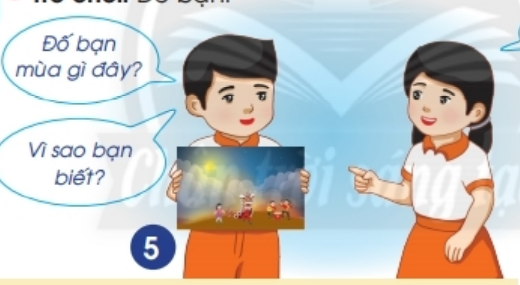 Đố bạn
mùa gì đây?
Vì sao bạn
biết?
5